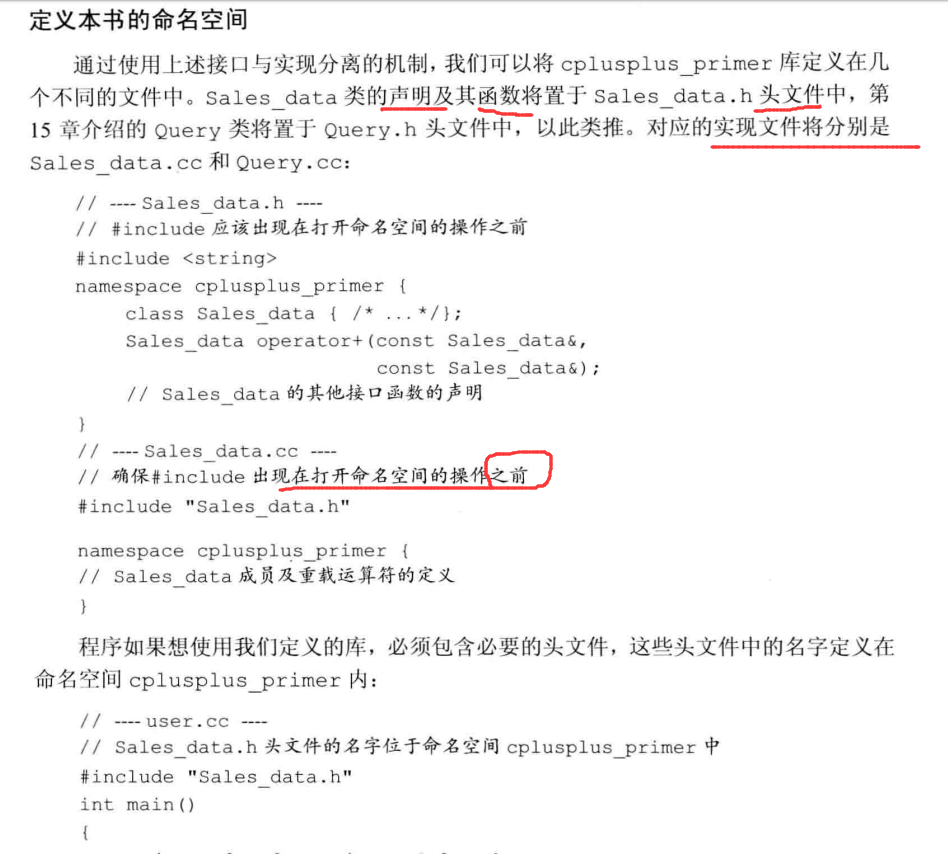 定义本书的命名空间
通过使用上述接口与实现分离的机制，我们可以将 cplusplus_primer 库定义在几
个不同的文件中。Sales_data 类的声明及其函数将置于 Sales_data.h 头文件中，第
15 章介绍的 Query 类将置于 Query.h 头文件中，以此类推。对应的实现文件将分别是
Sales_data.cc 和 Query.cc：
// ---- Sales_data.h ----
// #include 应该出现在打开命名空间的操作之前
#include <string>
namespace cplusplus_primer {
class Sales_data { /* ... */};
Sales_data operator+(const Sales_data&,
const Sales_data&);
// Sales_data 的其他接口函数的声明
}
// ---- Sales_data.cc ----
// 确保#include 出现在打开命名空间的操作之前
#include "Sales_data.h"
namespace cplusplus_primer {
// Sales_data 成员及重载运算符的定义
}
程序如果想使用我们定义的库，必须包含必要的头文件，这些头文件中的名字定义在
命名空间 cplusplus_primer 内：
// ---- user.cc ----
// Sales_data.h 头文件的名字位于命名空间 cplusplus_primer 中
#include "Sales_data.h"
int main()
{